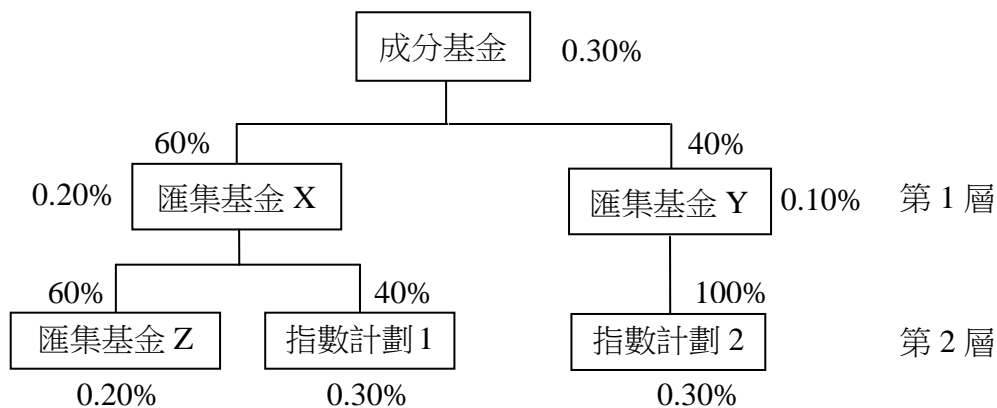 成分基金 0.30%
60% 40%
0.20% 匯集基金 X 匯集基金 Y 0.10% 第 1 層
60% 40% 100%
匯集基金 Z 指數計劃 1 指數計劃 2 第 2 層
0.20% 0.30% 0.30%